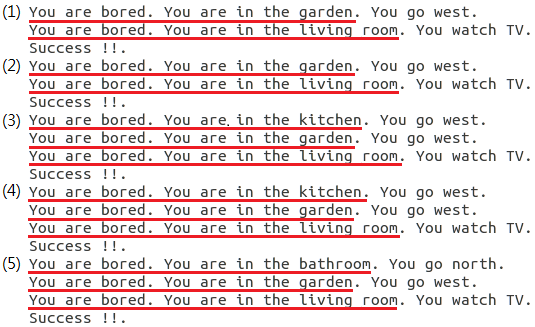 (1) You are bored. You are in the garden. You go west.
You are bored. You are in the living room. You watch TV.
Success !!.
(2) You are bored. You are in the garden. You go west.
You are bored. You are in the living room. You watch TV.
Success !!.
(3) You are bored. You are in the kitchen. You go west.
You are bored. You are in the garden. You go west.
You are bored. You are in the living room. You watch TV.
Success !!.
(4) You are bored. You are in the kitchen. You go west.
You are bored. You are in the garden. You go west.
You are bored. You are in the living room. You watch TV.
Success !!.
(5) You are bored. You are in the bathroom. You go north.
You are bored. You are in the garden. You go west.
You are bored. You are in the living room. You watch TV.
Success !!.